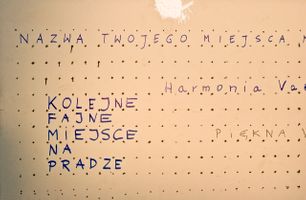 NAZWA TWOJEGO MIEJSCA
Harmonia
KOLEJNE
FAJNE
MIEJSCE
NA
PRADZE
PIĘKNA